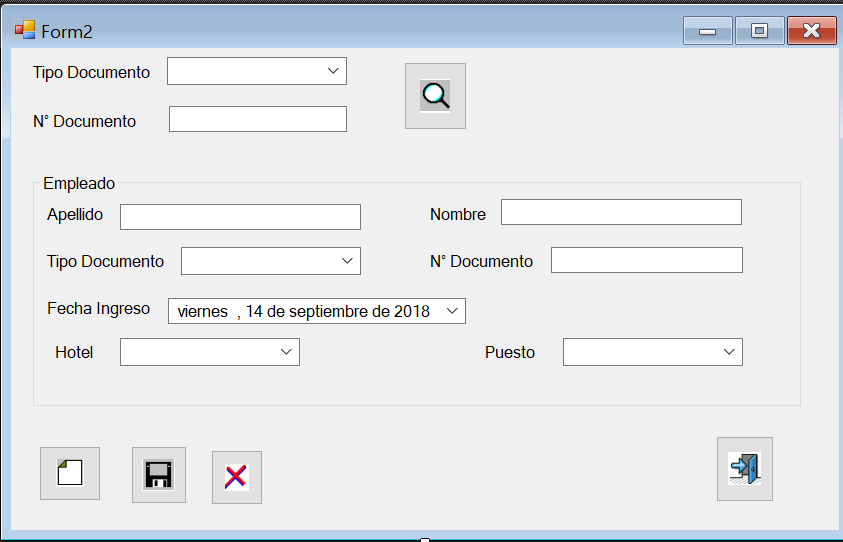 Form2
Tipo Documento
N° Documento
Empleado
Apellido
Nombre
Tipo Documento
N° Documento
Fecha Ingreso
viernes , 14 de septiembre de 2018
Hotel
Puesto